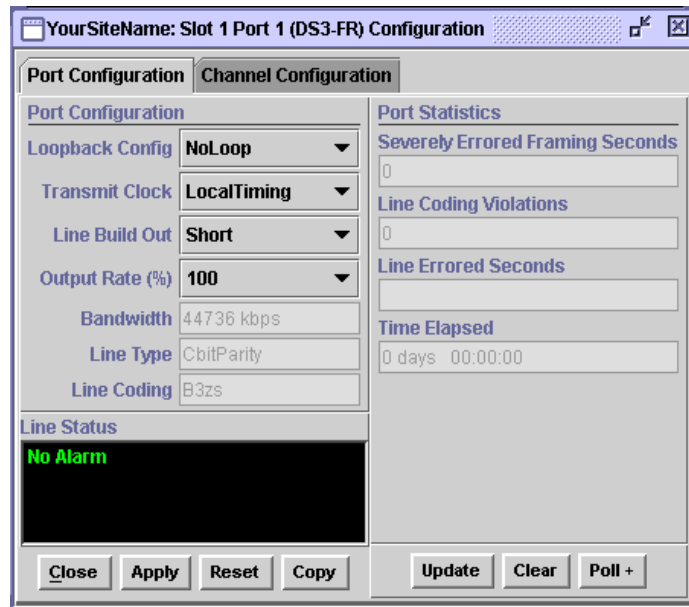 YourSiteName: Slot 1 Port 1 (DS3-FR) Configuration
Port Configuration
Channel Configuration
Port Configuration
Loopback Config NoLoop
Transmit Clock LocalTiming
Line Build Out Short
Output Rate (%) 100
Bandwidth 44736 kbps
Line Type CbitParity
Line Coding B3zs
Line Status
No Alarm
Close Apply Reset Copy
Port Statistics
Severely Errored Framing Seconds
0
Line Coding Violations
0
Line Errored Seconds
Time Elapsed
0 days 00:00:00
Update Clear Poll +